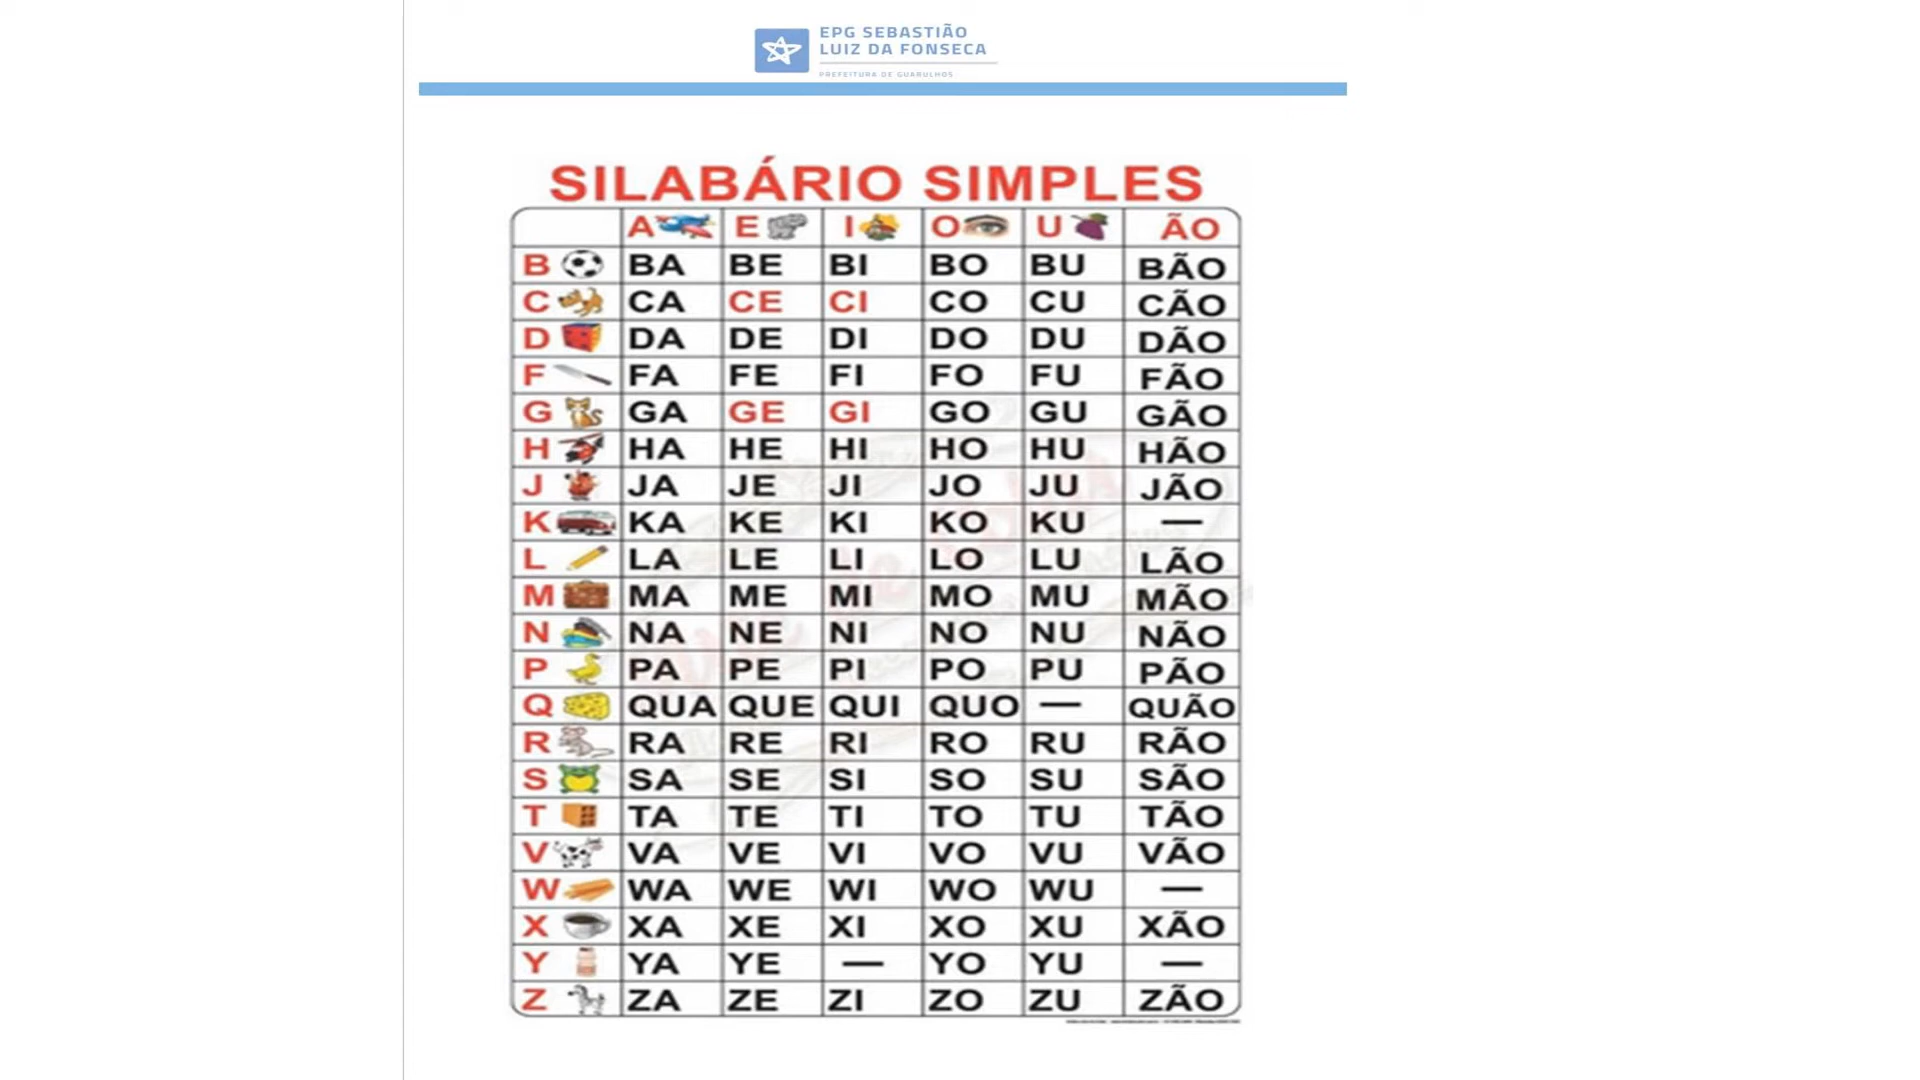 EPG SEBASTIÃO
LUIZ DA FONSECA
PREFEITURA DE GUARULHOS
SILABÁRIO SIMPLES
A E I O U ÃO
B BA BE BI BO BU BÃO
C CA CE CI CO CU CÃO
D DA DE DI DO DU DÃO
F FA FE FI FO FU FÃO
G GA GE GI GO GU GÃO
H HA HE HI HO HU HÃO
J JA JE JI JO JU JÃO
K KA KE KI KO KU —
L LA LE LI LO LU LÃO
M MA ME MI MO MU MÃO
N NA NE NI NO NU NÃO
P PA PE PI PO PU PÃO
Q QUA QUE QUI QUO — QUÃO
R RA RE RI RO RU RÃO
S SA SE SI SO SU SÃO
T TA TE TI TO TU TÃO
V VA VE VI VO VU VÃO
W WA WE WI WO WU —
X XA XE XI XO XU XÃO
Y YA YE — YO YU —
Z ZA ZE ZI ZO ZU ZÃO